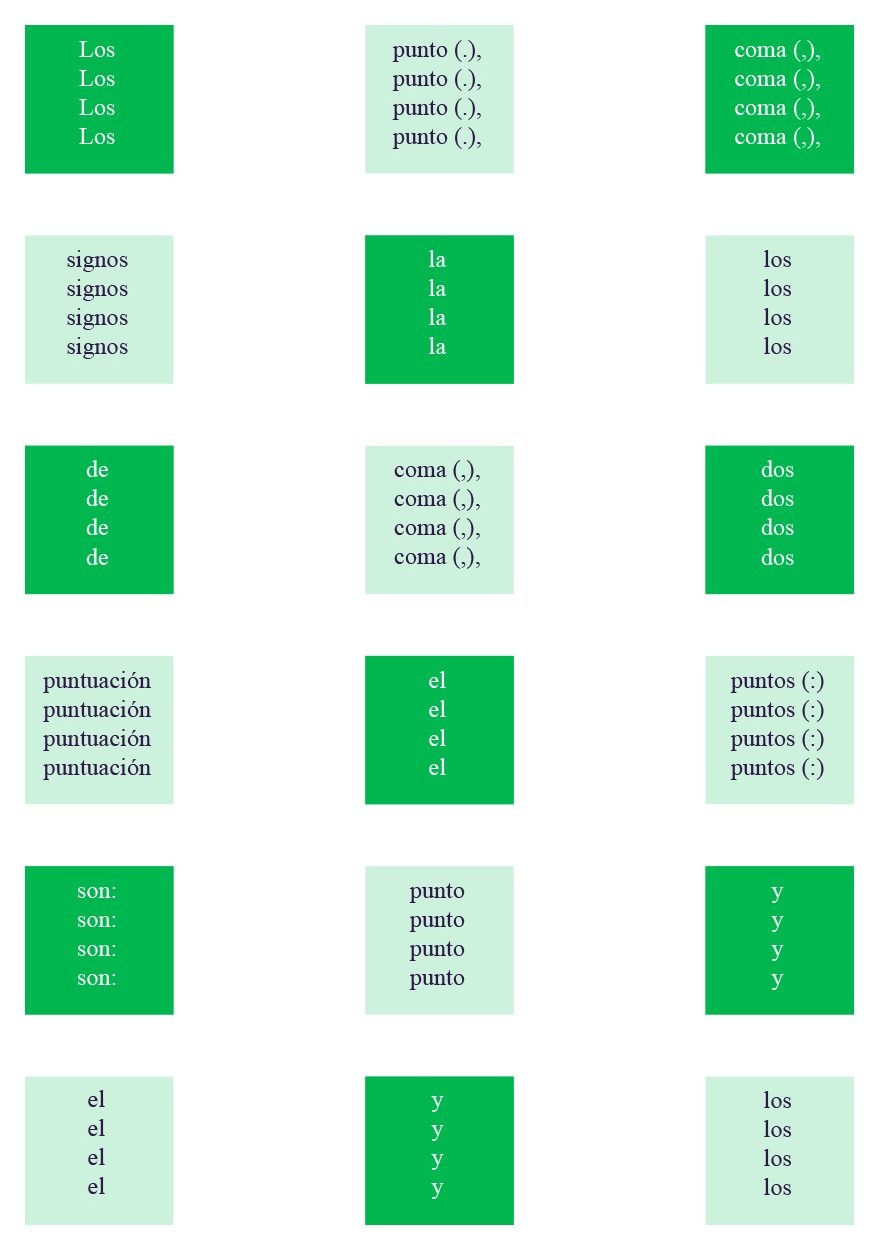 Los
Los
Los
Los
signos
signos
signos
signos
de
de
de
de
puntuación
puntuación
puntuación
puntuación
son:
son:
son:
son:
el
el
el
el
punto (.),
punto (.),
punto (.),
punto (.),
la
la
la
la
coma (,),
coma (,),
coma (,),
coma (,),
el
el
el
el
punto
punto
punto
punto
y
y
y
y
coma (,),
coma (,),
coma (,),
coma (,),
los
los
los
los
dos
dos
dos
dos
puntos (:)
puntos (:)
puntos (:)
puntos (:)
y
y
y
y
los
los
los
los